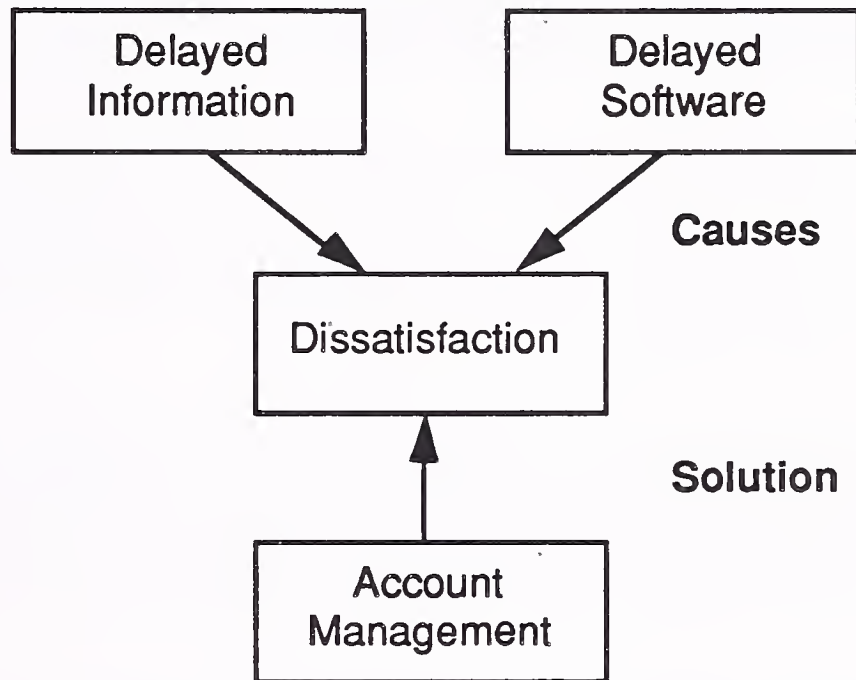 Delayed
Information
Delayed
Software
Causes
Dissatisfaction
Solution
Account
Management